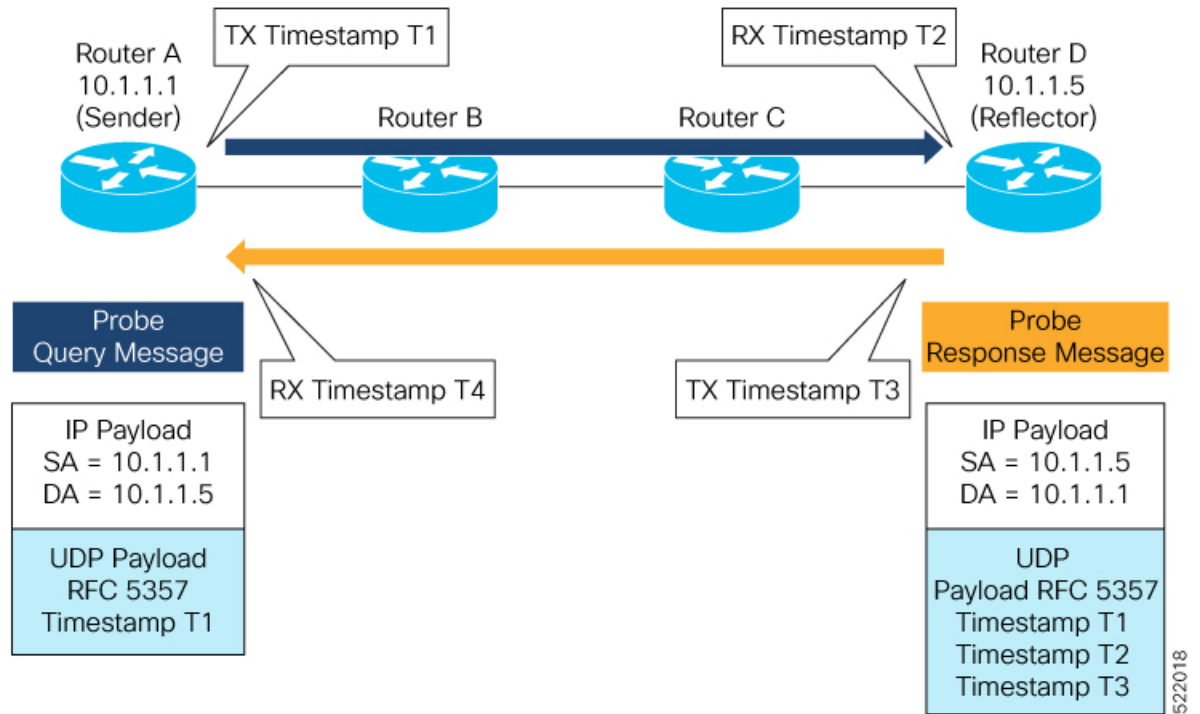 TX Timestamp T1
RX Timestamp T2
Router A
10.1.1.1
(Sender)
Router B
Router C
Router D
10.1.1.5
(Reflector)
Probe
Query Message
RX Timestamp T4
TX Timestamp T3
Probe
Response Message
IP Payload
SA = 10.1.1.1
DA = 10.1.1.5
UDP Payload
RFC 5357
Timestamp T1
IP Payload
SA = 10.1.1.5
DA = 10.1.1.1
UDP
Payload RFC 5357
Timestamp T1
Timestamp T2
Timestamp T3
522018